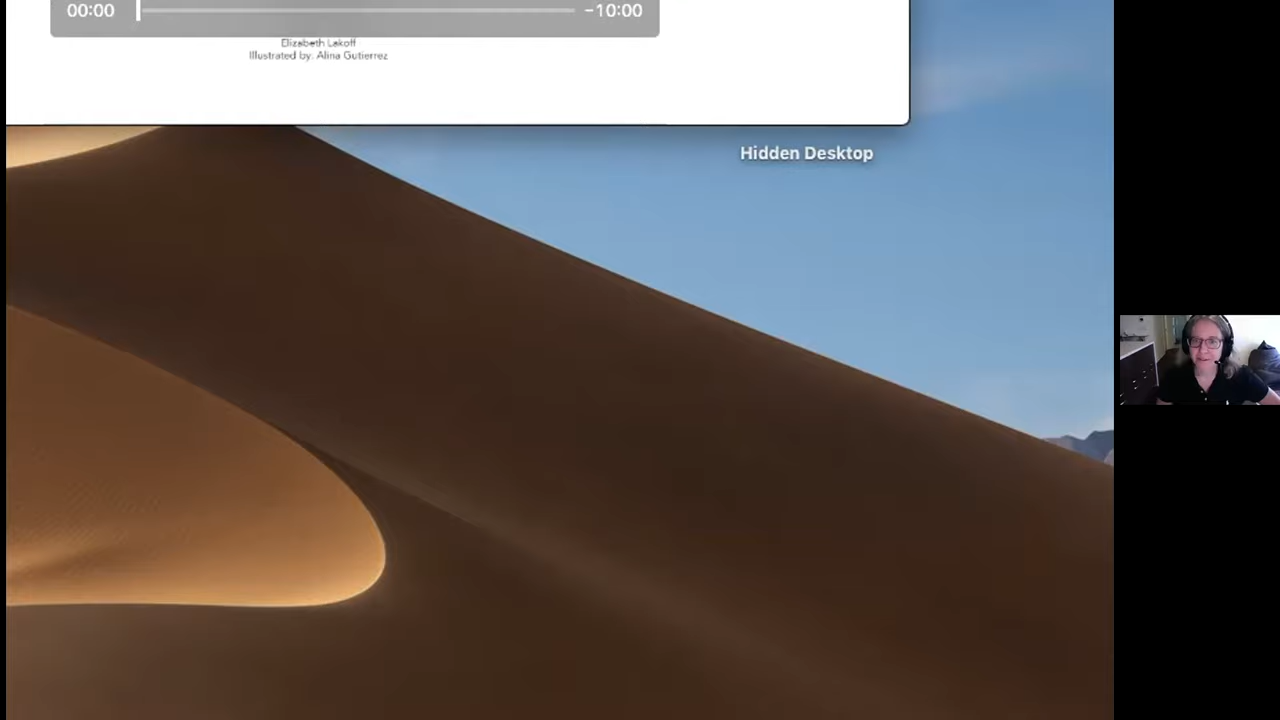 00:00 −10:00
Elizabeth Lakoff
Illustrated by: Alina Gutierrez
Hidden Desktop